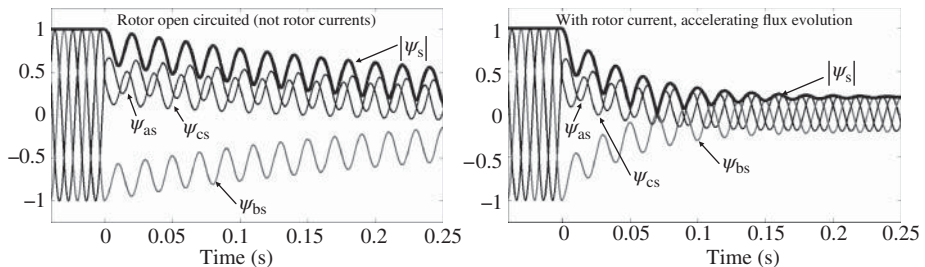 Rotor open circuited (not rotor currents)
1
0.5
0
−0.5
−1
|ψs|
ψas
ψcs
ψbs
0
0.05
0.1
0.15
0.2
0.25
Time (s)
With rotor current, accelerating flux evolution
1
0.5
0
−0.5
−1
|ψs|
ψas
ψcs
ψbs
0
0.05
0.1
0.15
0.2
0.25
Time (s)